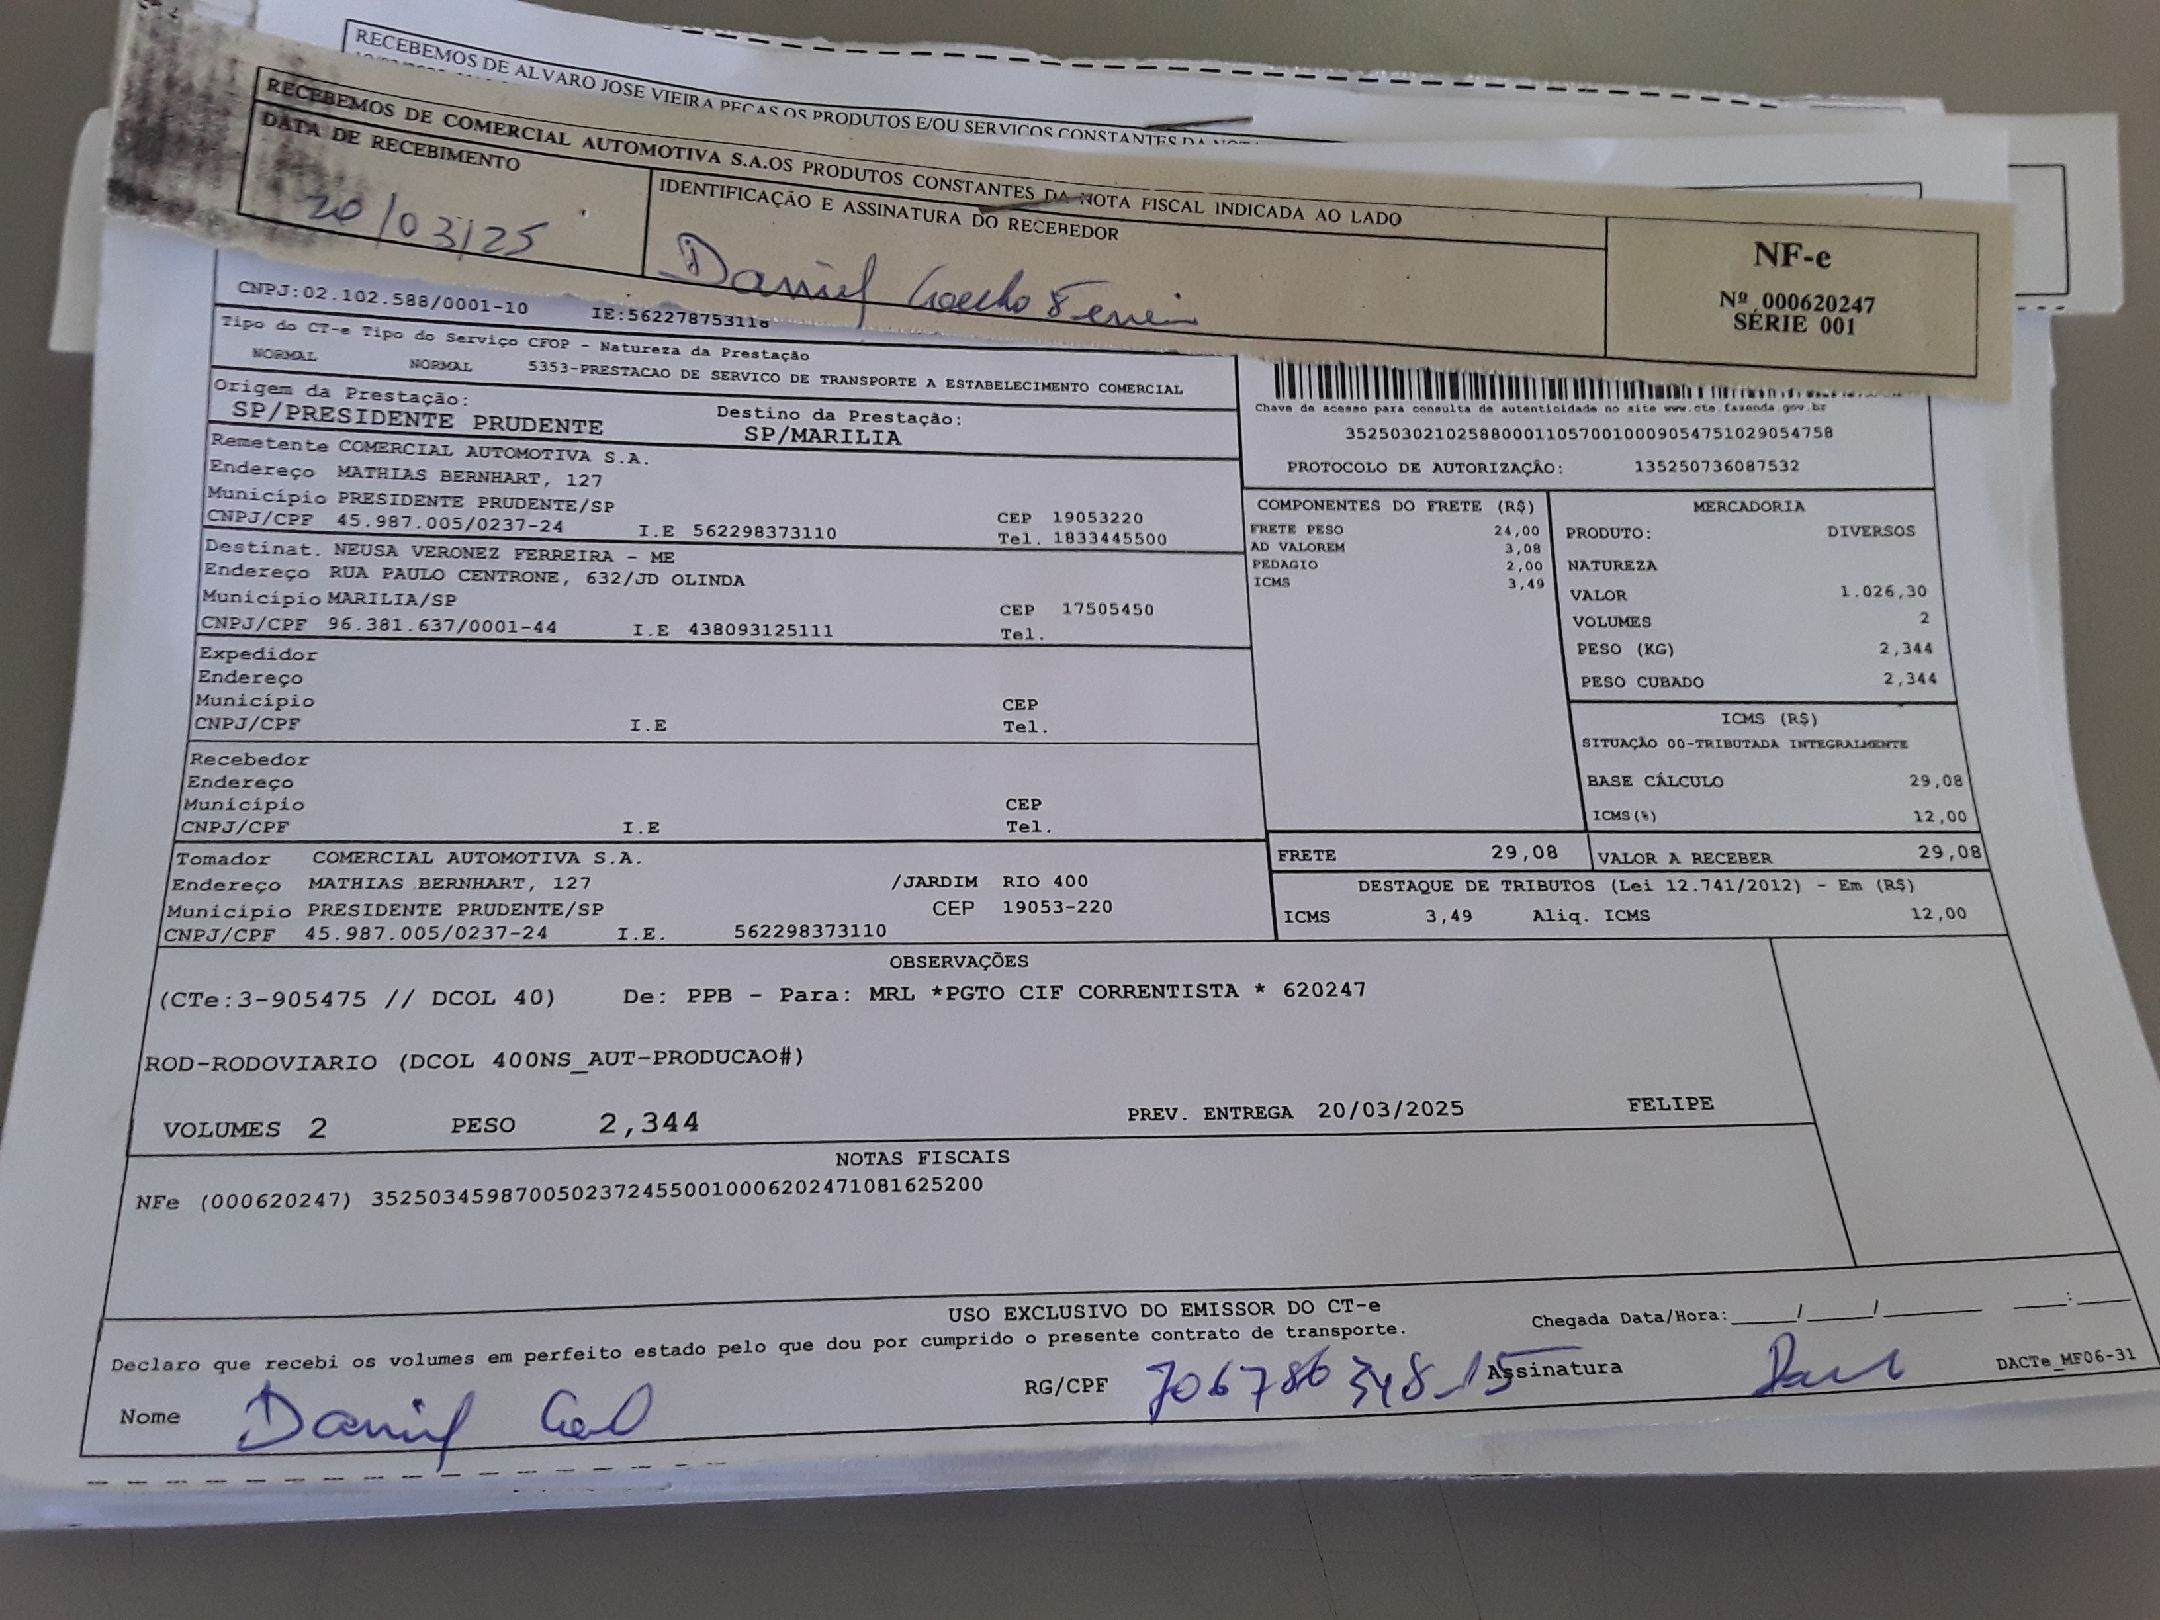 RECEBEMOS DE ALVARO JOSE VIEIRA PECAS OS PRODUTOS E/OU SERVICOS CONSTANTES DA
RECEBEMOS DE COMERCIAL AUTOMOTIVA S.A.OS PRODUTOS CONSTANTES DA NOTA FISCAL INDICADA AO LADO
DATA DE RECEBIMENTO
20/03/25
IDENTIFICAÇÃO E ASSINATURA DO RECEBEDOR
Daniel Coelho Ferreira
NF-e
Nº 000620247
SÉRIE 001
CNPJ:02.102.588/0001-10 IE:562278753118
Tipo do CT-e Tipo do Serviço CFOP - Natureza da Prestação
NORMAL NORMAL 5353-PRESTACAO DE SERVICO DE TRANSPORTE A ESTABELECIMENTO COMERCIAL
Origem da Prestação: Destino da Prestação:
SP/PRESIDENTE PRUDENTE SP/MARILIA
Remetente COMERCIAL AUTOMOTIVA S.A.
Endereço MATHIAS BERNHART, 127
Município PRESIDENTE PRUDENTE/SP CEP 19053220
CNPJ/CPF 45.987.005/0237-24 I.E 562298373110 Tel. 1833445500
Destinat. NEUSA VERONEZ FERREIRA - ME
Endereço RUA PAULO CENTRONE, 632/JD OLINDA
Município MARILIA/SP CEP 17505450
CNPJ/CPF 96.381.637/0001-44 I.E 438093125111 Tel.
Expedidor
Endereço
Município CEP
CNPJ/CPF I.E Tel.
Recebedor
Endereço
Município CEP
CNPJ/CPF I.E Tel.
Tomador COMERCIAL AUTOMOTIVA S.A.
Endereço MATHIAS BERNHART, 127 /JARDIM RIO 400
Município PRESIDENTE PRUDENTE/SP CEP 19053-220
CNPJ/CPF 45.987.005/0237-24 I.E. 562298373110
Chave de acesso para consulta de autenticidade no site www.cte.fazenda.gov.br
35250302102588000110570010009054751029054758
PROTOCOLO DE AUTORIZAÇÃO: 135250736087532
COMPONENTES DO FRETE (R$)
FRETE PESO 24,00
AD VALOREM 3,08
PEDAGIO 2,00
ICMS 3,49
MERCADORIA
PRODUTO: DIVERSOS
NATUREZA
VALOR 1.026,30
VOLUMES 2
PESO (KG) 2,344
PESO CUBADO 2,344
ICMS (R$)
SITUAÇÃO 00-TRIBUTADA INTEGRALMENTE
BASE CÁLCULO 29,08
ICMS(%) 12,00
FRETE 29,08 VALOR A RECEBER 29,08
DESTAQUE DE TRIBUTOS (Lei 12.741/2012) - Em (R$)
ICMS 3,49 Aliq. ICMS 12,00
OBSERVAÇÕES
(CTe:3-905475 // DCOL 40) De: PPB - Para: MRL *PGTO CIF CORRENTISTA * 620247
ROD-RODOVIARIO (DCOL 400NS_AUT-PRODUCAO#)
VOLUMES 2 PESO 2,344 PREV. ENTREGA 20/03/2025 FELIPE
NOTAS FISCAIS
NFe (000620247) 35250345987005023724550010006202471081625200
USO EXCLUSIVO DO EMISSOR DO CT-e
Declaro que recebi os volumes em perfeito estado pelo que dou por cumprido o presente contrato de transporte.
Chegada Data/Hora:_____/_____/________ ____:____
Nome Daniel RG/CPF 706786348-15 Assinatura
DACTe_MF06-31